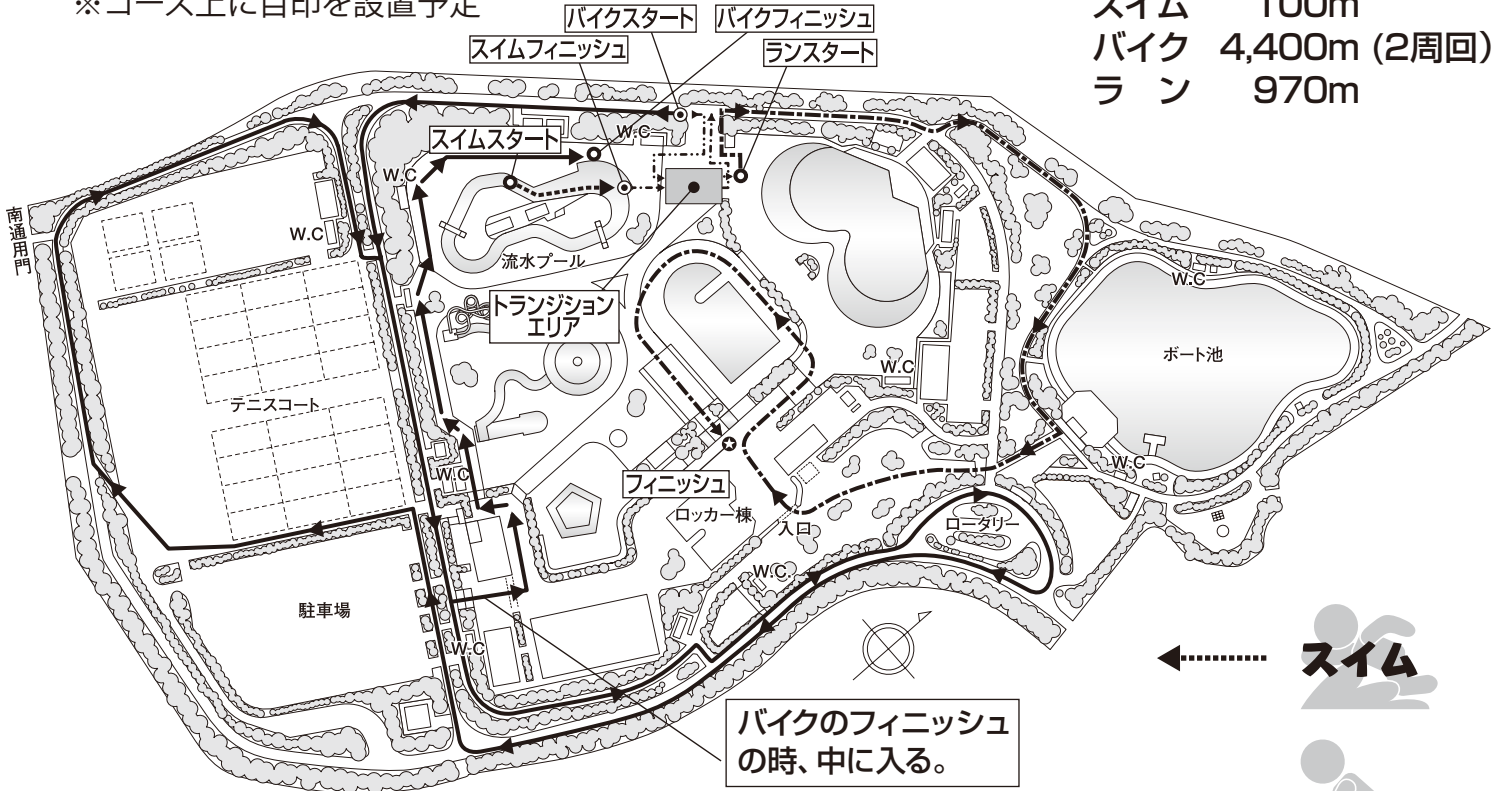 ※コース上に目印を設置予定
スイム 100m
バイク 4,400m (2周回)
ラン 970m
バイクスタート
バイクフィニッシュ
スイムフィニッシュ
ランスタート
スイムスタート
W.C
W.C
W.C
南通用門
流水プール
トランジション
エリア
W.C
ボート池
W.C
テニスコート
フィニッシュ
W.C
W.C
ロッカー棟
入口
ロータリー
W.C.
駐車場
W.C
スイム
バイクのフィニッシュ
の時、中に入る。